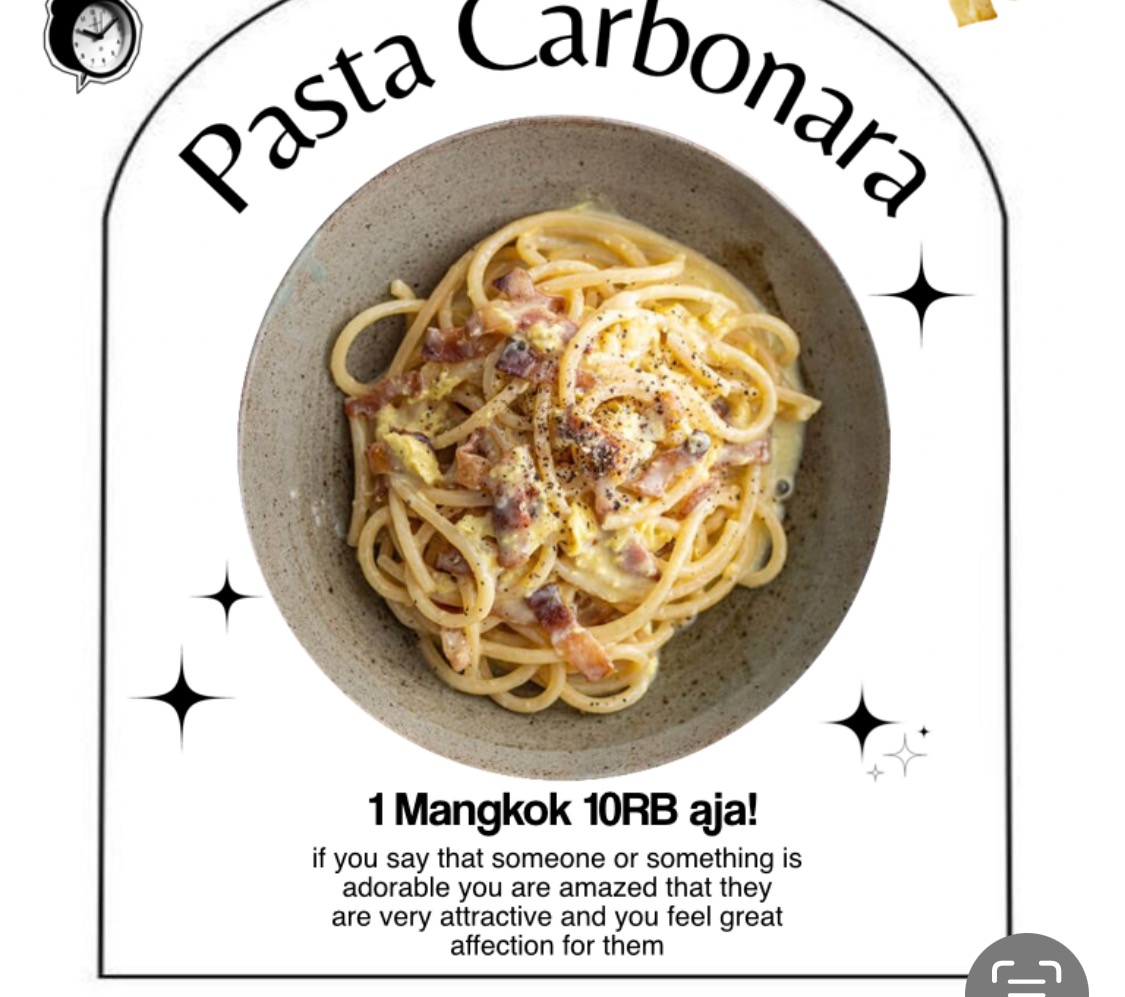 Pasta Carbonara
1 Mangkok 10RB aja!
if you say that someone or something is
adorable you are amazed that they
are very attractive and you feel great
affection for them